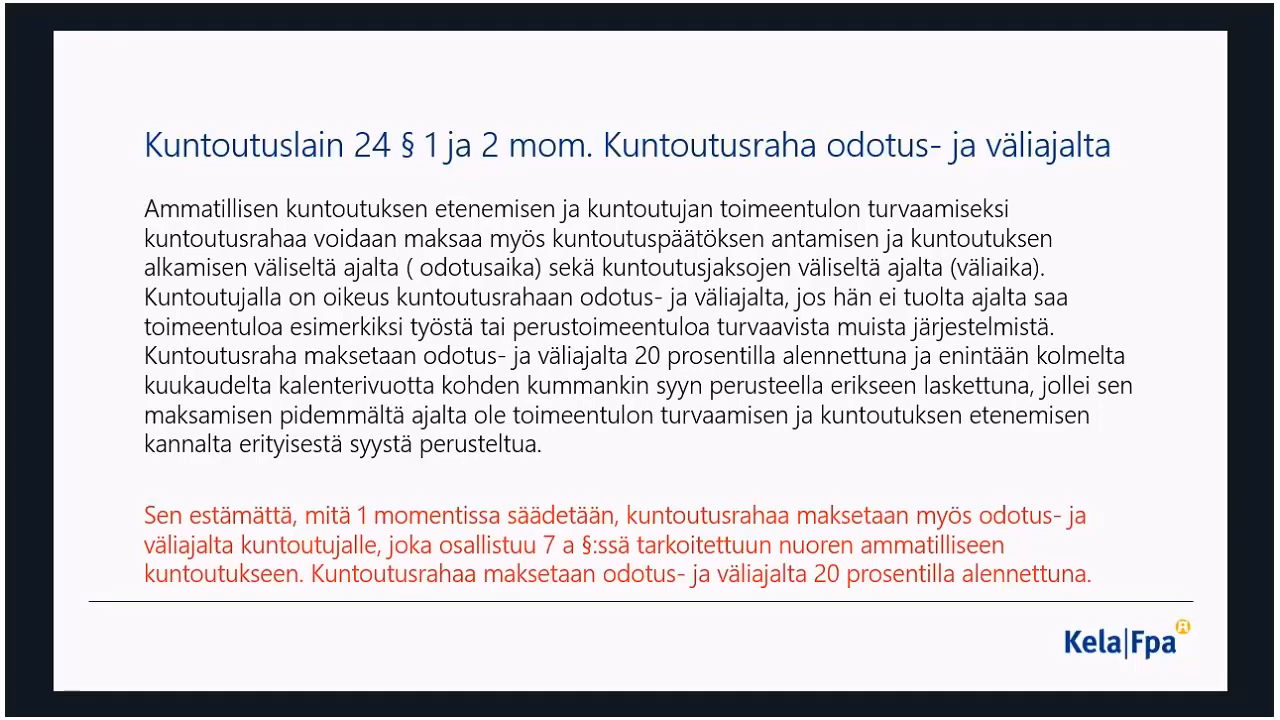 Kuntoutuslain 24 § 1 ja 2 mom. Kuntoutusraha odotus- ja väliajalta
Ammatillisen kuntoutuksen etenemisen ja kuntoutujan toimeentulon turvaamiseksi
kuntoutusrahaa voidaan maksaa myös kuntoutuspäätöksen antamisen ja kuntoutuksen
alkamisen väliseltä ajalta ( odotusaika) sekä kuntoutusjaksojen väliseltä ajalta (väliaika).
Kuntoutujalla on oikeus kuntoutusrahaan odotus- ja väliajalta, jos hän ei tuolta ajalta saa
toimeentuloa esimerkiksi työstä tai perustoimeentuloa turvaavista muista järjestelmistä.
Kuntoutusraha maksetaan odotus- ja väliajalta 20 prosentilla alennettuna ja enintään kolmelta
kuukaudelta kalenterivuotta kohden kummankin syyn perusteella erikseen laskettuna, jollei sen
maksamisen pidemmältä ajalta ole toimeentulon turvaamisen ja kuntoutuksen etenemisen
kannalta erityisestä syystä perusteltua.
Sen estämättä, mitä 1 momentissa säädetään, kuntoutusrahaa maksetaan myös odotus- ja
väliajalta kuntoutujalle, joka osallistuu 7 a §:ssä tarkoitettuun nuoren ammatilliseen
kuntoutukseen. Kuntoutusrahaa maksetaan odotus- ja väliajalta 20 prosentilla alennettuna.
Kela|Fpa